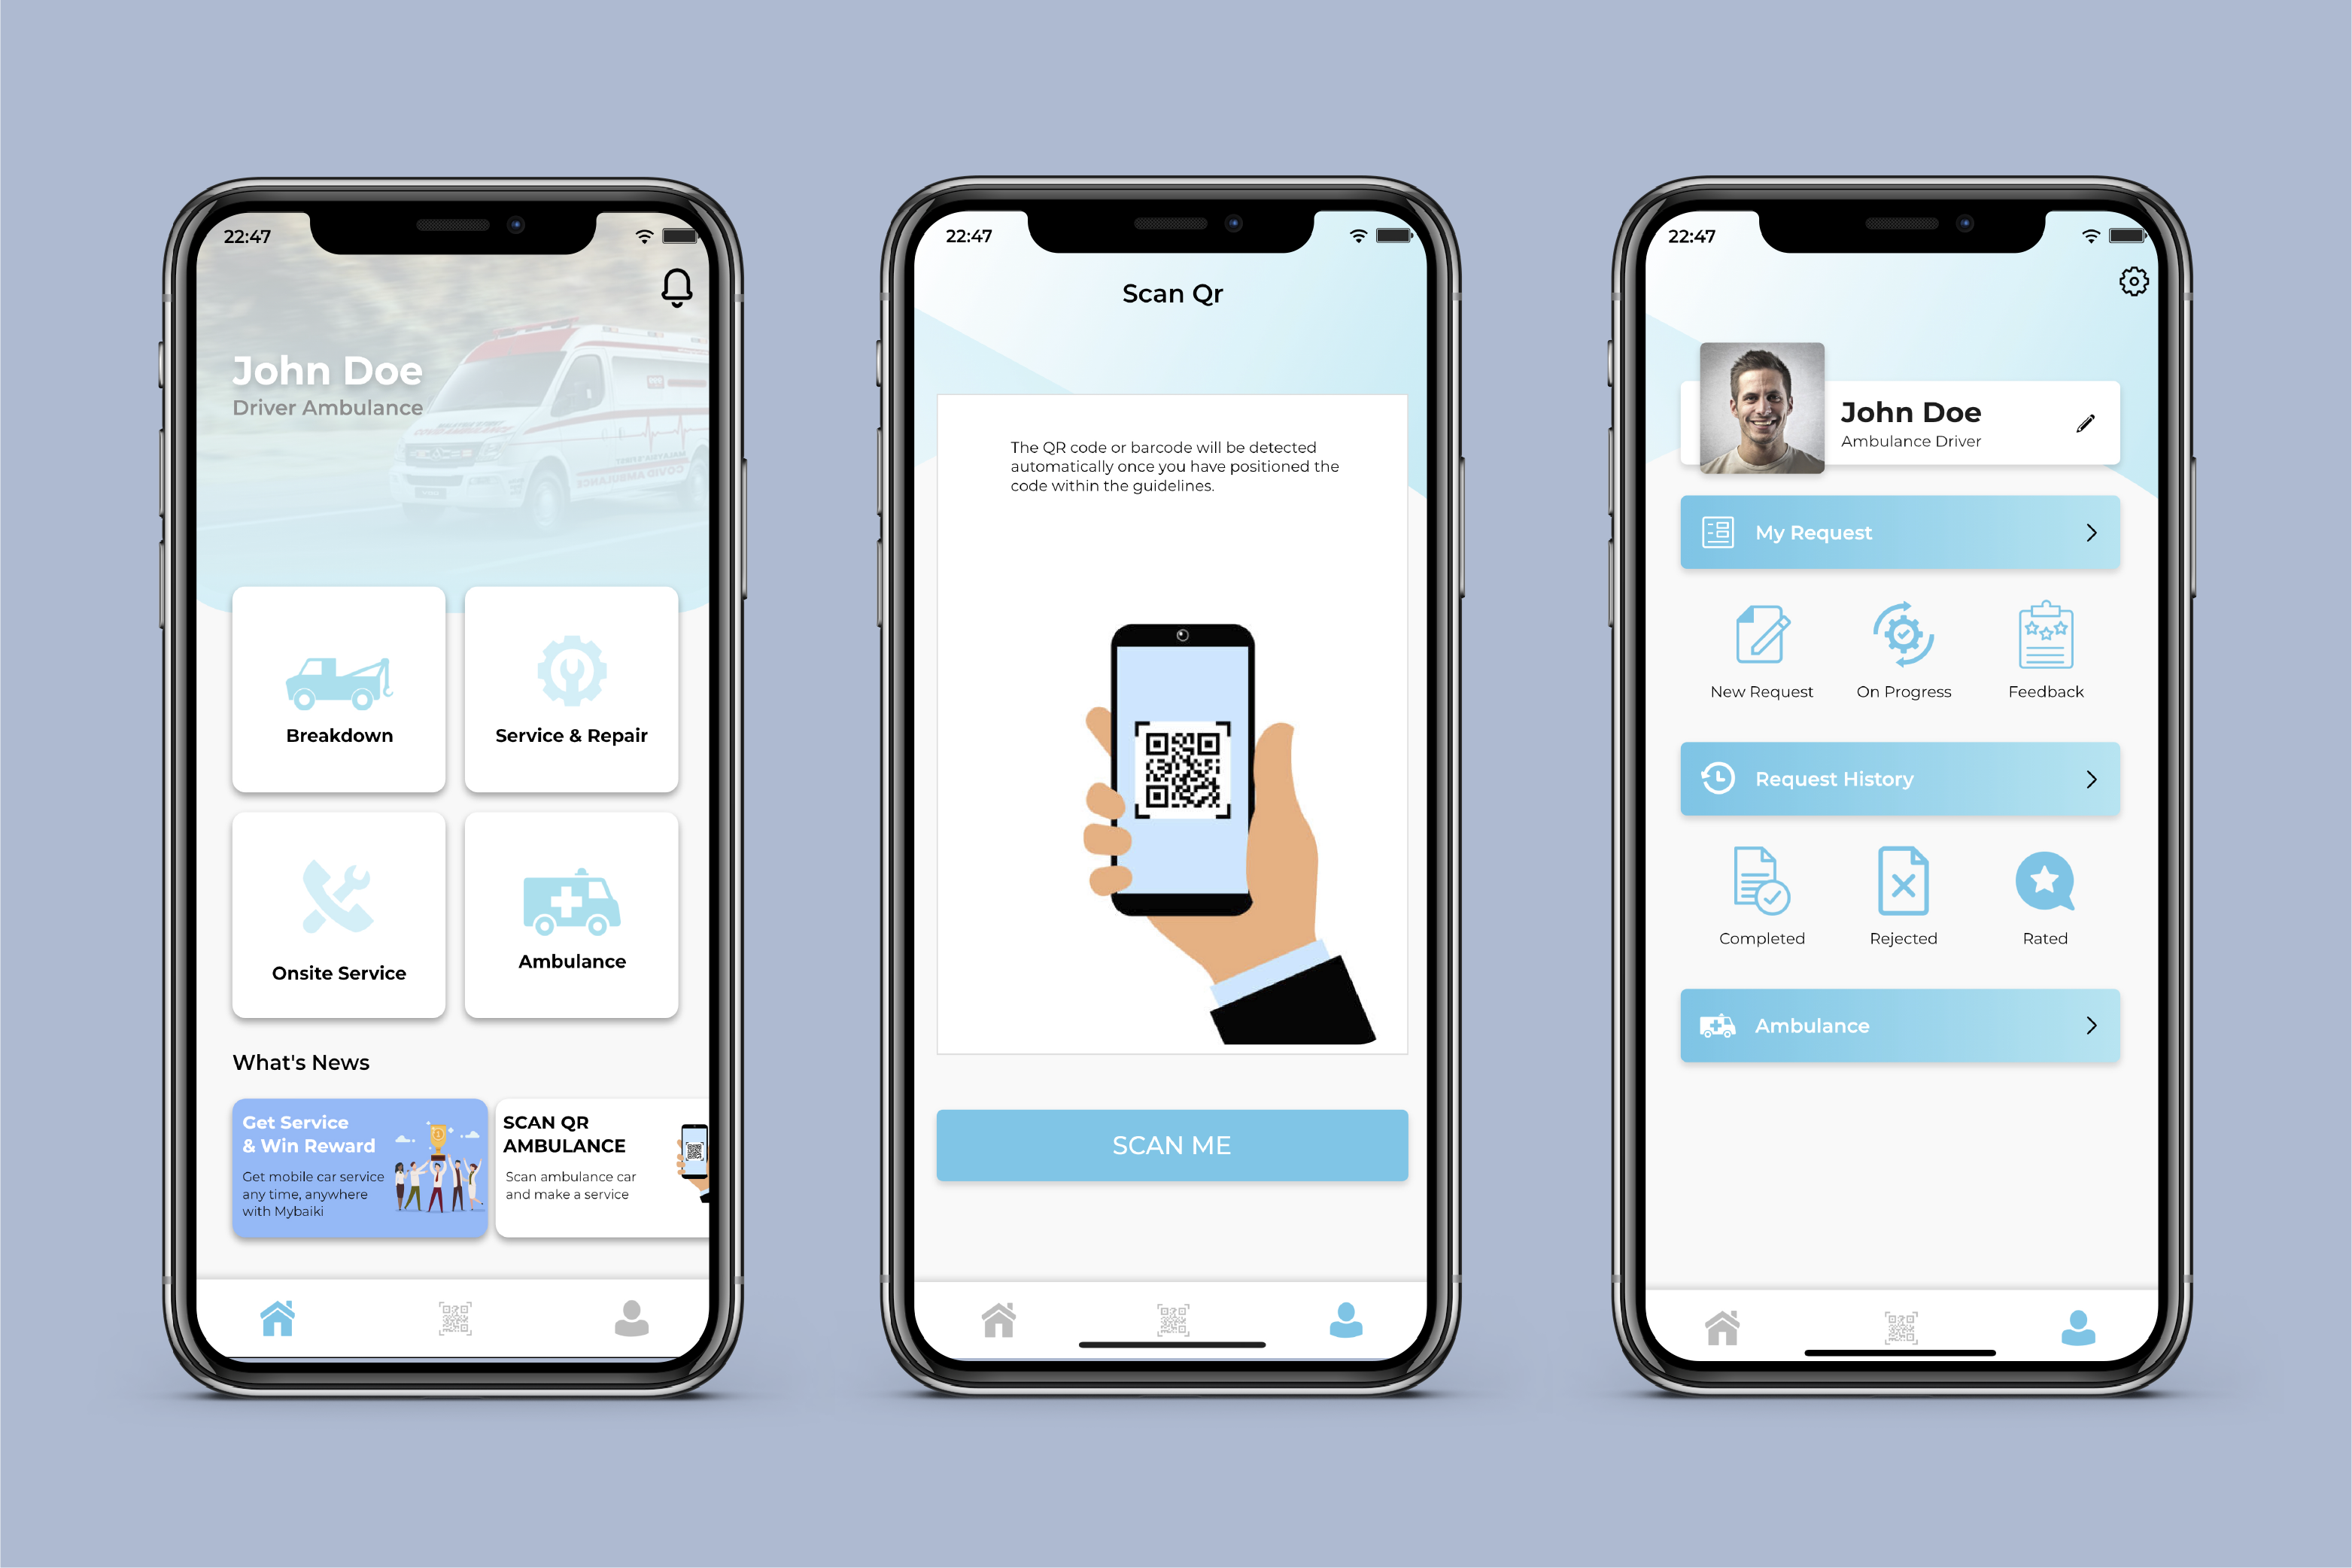 22:47
John Doe
Driver Ambulance
Breakdown
Service & Repair
Onsite Service
Ambulance
What's News
Get Service
& Win Reward
Get mobile car service
any time, anywhere
with Mybaiki
SCAN QR
AMBULANCE
Scan ambulance car
and make a service
22:47
Scan Qr
The QR code or barcode will be detected
automatically once you have positioned the
code within the guidelines.
SCAN ME
22:47
John Doe
Ambulance Driver
My Request
New Request
On Progress
Feedback
Request History
Completed
Rejected
Rated
Ambulance